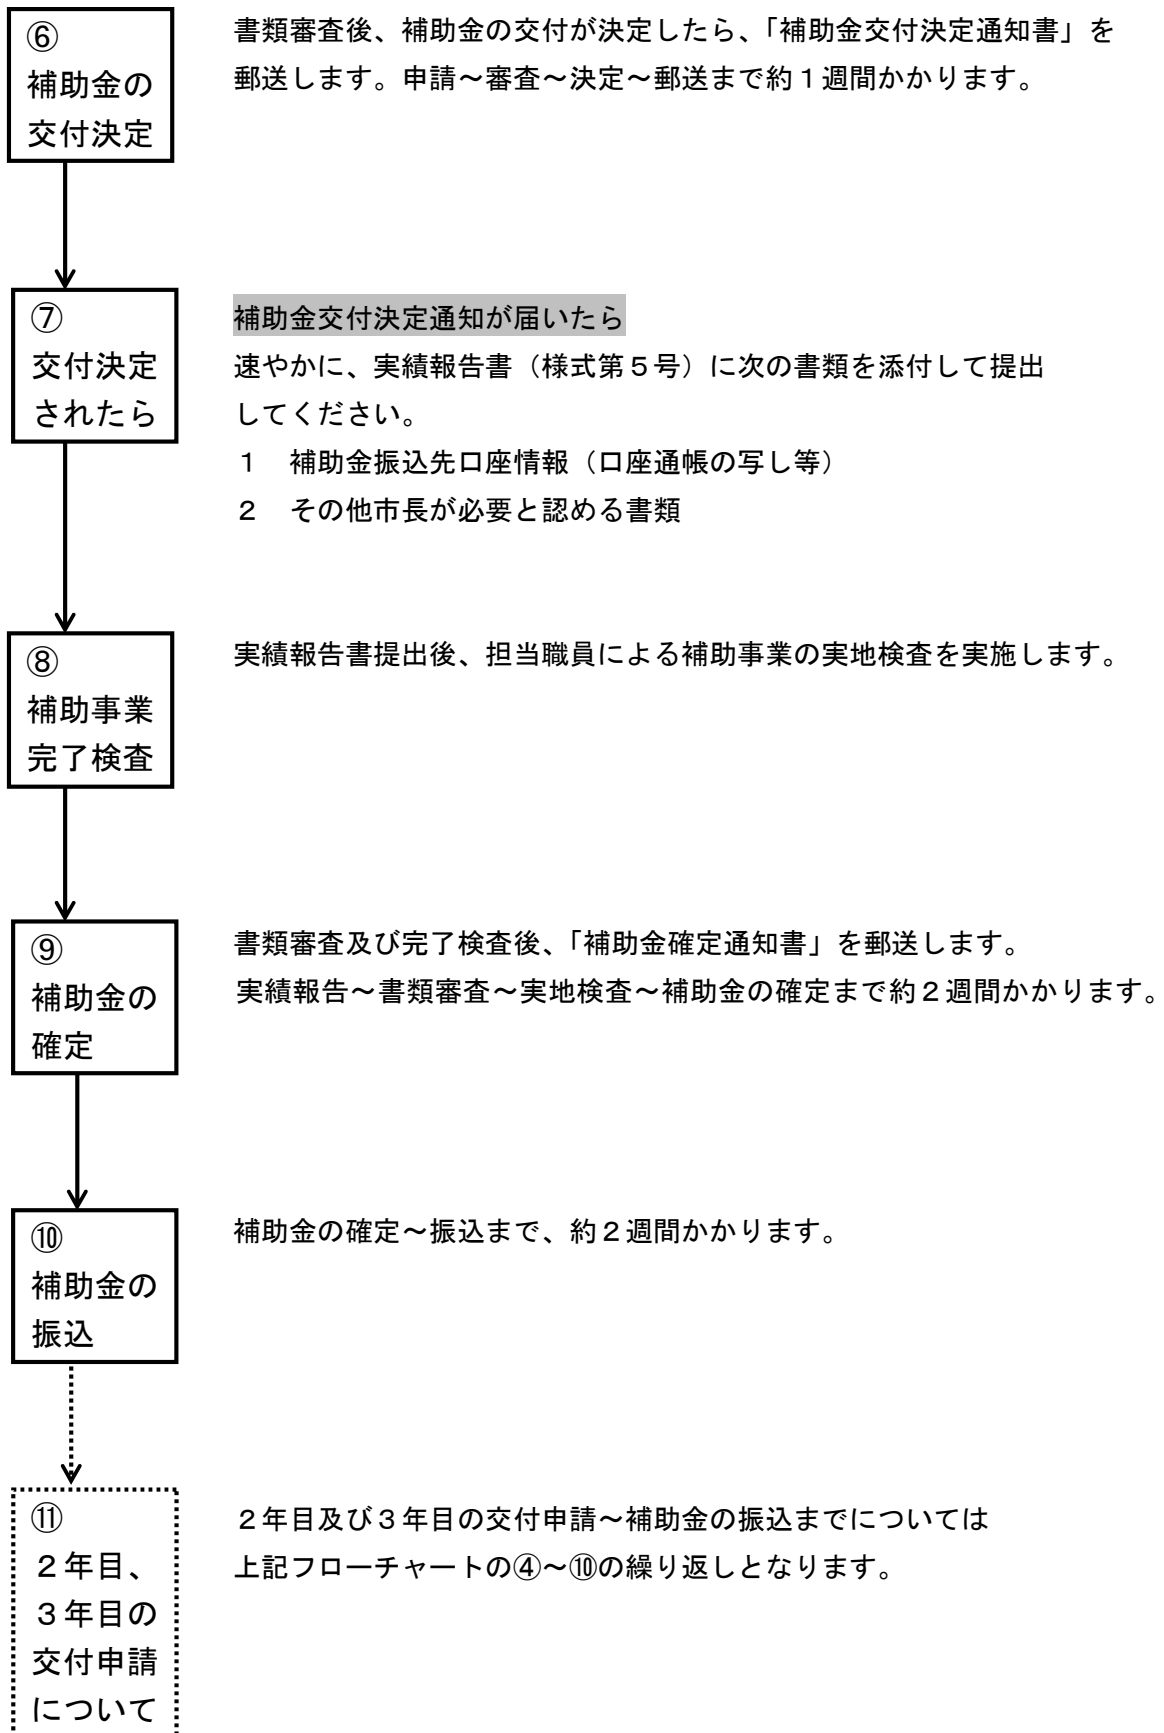 ⑥
補助金の
交付決定
書類審査後、補助金の交付が決定したら、「補助金交付決定通知書」を
郵送します。申請～審査～決定～郵送まで約１週間かかります。
⑦
交付決定
されたら
補助金交付決定通知が届いたら
速やかに、実績報告書（様式第５号）に次の書類を添付して提出
してください。
１　補助金振込先口座情報（口座通帳の写し等）
２　その他市長が必要と認める書類
⑧
補助事業
完了検査
実績報告書提出後、担当職員による補助事業の実地検査を実施します。
⑨
補助金の
確定
書類審査及び完了検査後、「補助金確定通知書」を郵送します。
実績報告～書類審査～実地検査～補助金の確定まで約２週間かかります。
⑩
補助金の
振込
補助金の確定～振込まで、約２週間かかります。
⑪
２年目、
３年目の
交付申請
について
２年目及び３年目の交付申請～補助金の振込までについては
上記フローチャートの④～⑩の繰り返しとなります。